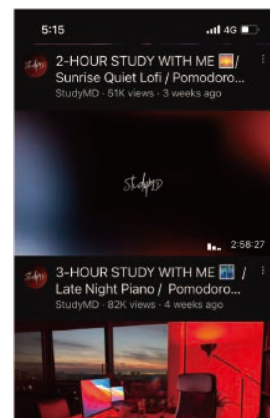 5:15 4G
2-HOUR STUDY WITH ME 🌅/
Sunrise Quiet Lofi / Pomodoro...
StudyMD · 51K views · 3 weeks ago
StudyMD
2:58:27
3-HOUR STUDY WITH ME 🌃 /
Late Night Piano / Pomodoro...
StudyMD · 82K views · 4 weeks ago